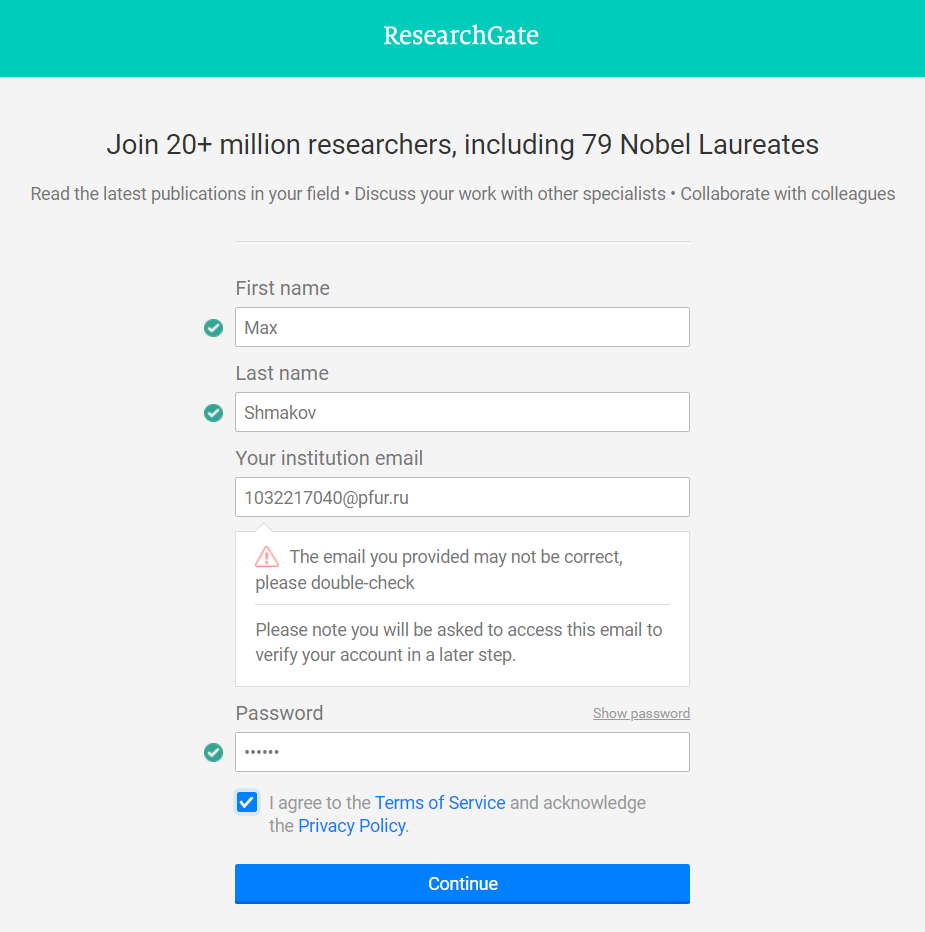 ResearchGate
Join 20+ million researchers, including 79 Nobel Laureates
Read the latest publications in your field • Discuss your work with other specialists • Collaborate with colleagues
First name
Max
Last name
Shmakov
Your institution email
1032217040@pfur.ru
The email you provided may not be correct,
please double-check
Please note you will be asked to access this email to
verify your account in a later step.
Password Show password
••••••
I agree to the Terms of Service and acknowledge
the Privacy Policy.
Continue